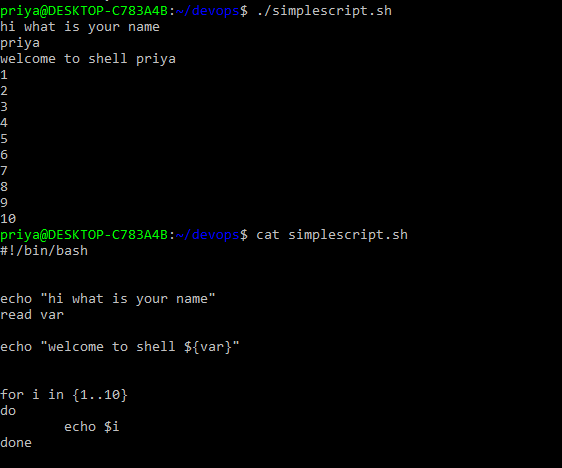 priya@DESKTOP-C783A4B:~/devops$ ./simplescript.sh
hi what is your name
priya
welcome to shell priya
1
2
3
4
5
6
7
8
9
10
priya@DESKTOP-C783A4B:~/devops$ cat simplescript.sh
#!/bin/bash
echo "hi what is your name"
read var
echo "welcome to shell ${var}"
for i in {1..10}
do
        echo $i
done